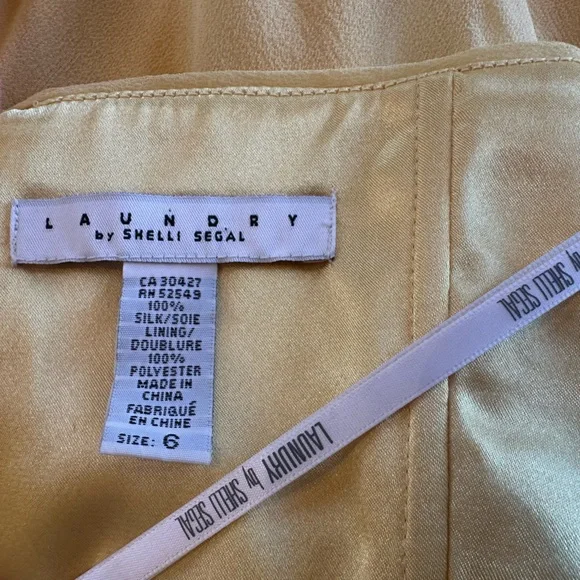 LAUNDRY
by SHELLI SEGAL
CA 30427
RN 52549
100%
SILK/SOIE
LINING/
DOUBLURE
100%
POLYESTER
MADE IN
CHINA
FABRIQUÉ
EN CHINE
SIZE: 6
by SHELLI SEGAL
LAUNDRY by SHELLI SEGAL